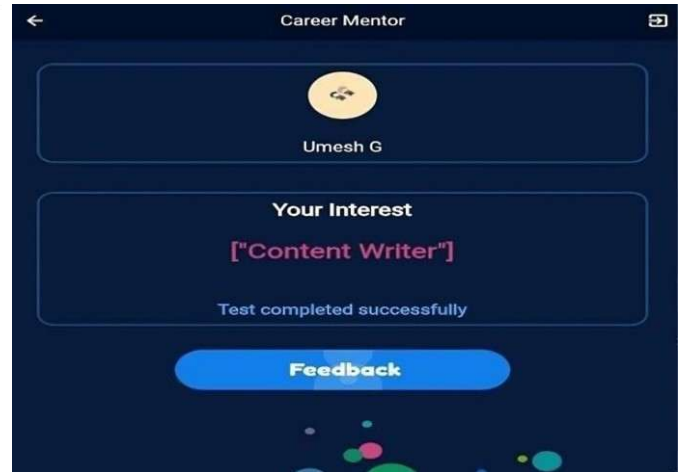 Career Mentor
Umesh G
Your Interest
["Content Writer"]
Test completed successfully
Feedback